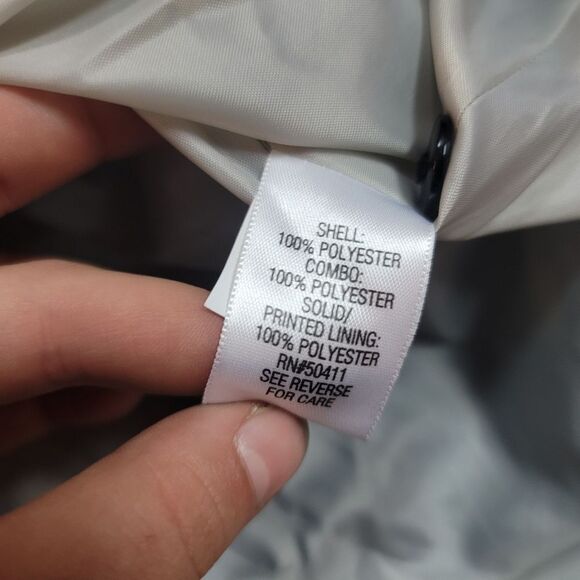 SHELL:
100% POLYESTER
COMBO:
100% POLYESTER
SOLID/
PRINTED LINING:
100% POLYESTER
RN#50411
SEE REVERSE
FOR CARE